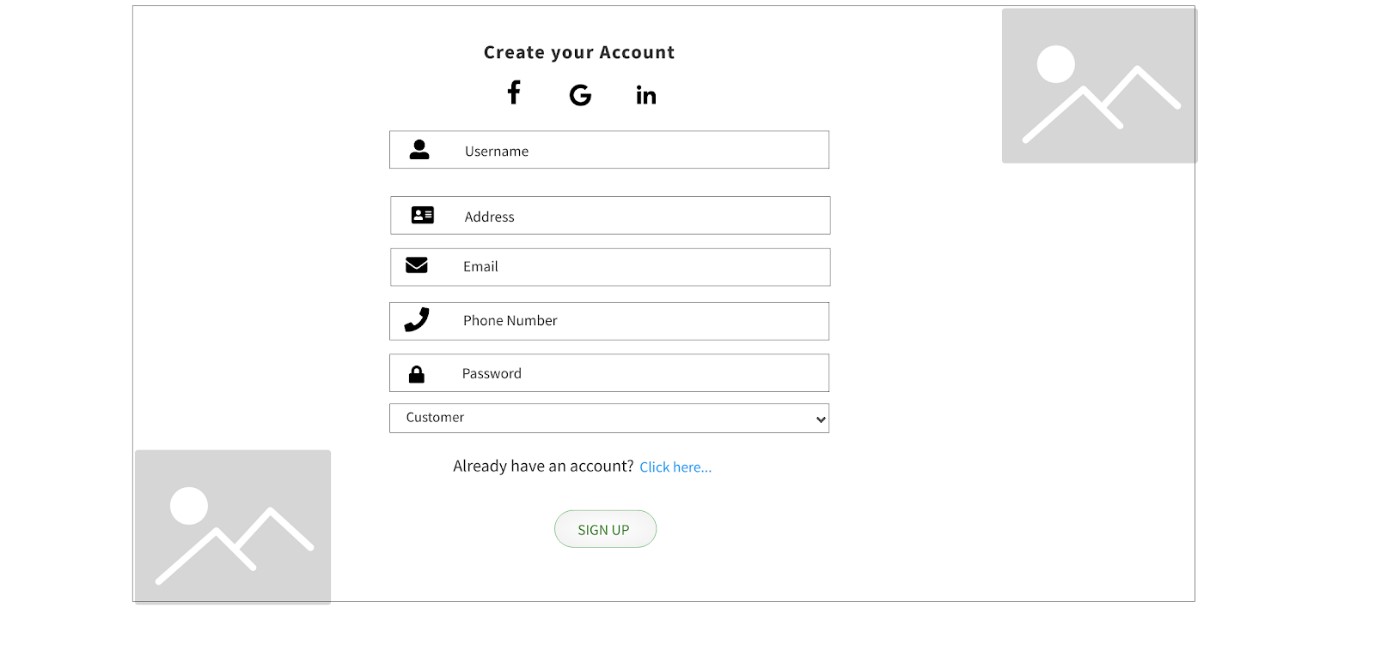 Create your Account
f G in
Username
Address
Email
Phone Number
Password
Customer
Already have an account? Click here...
SIGN UP